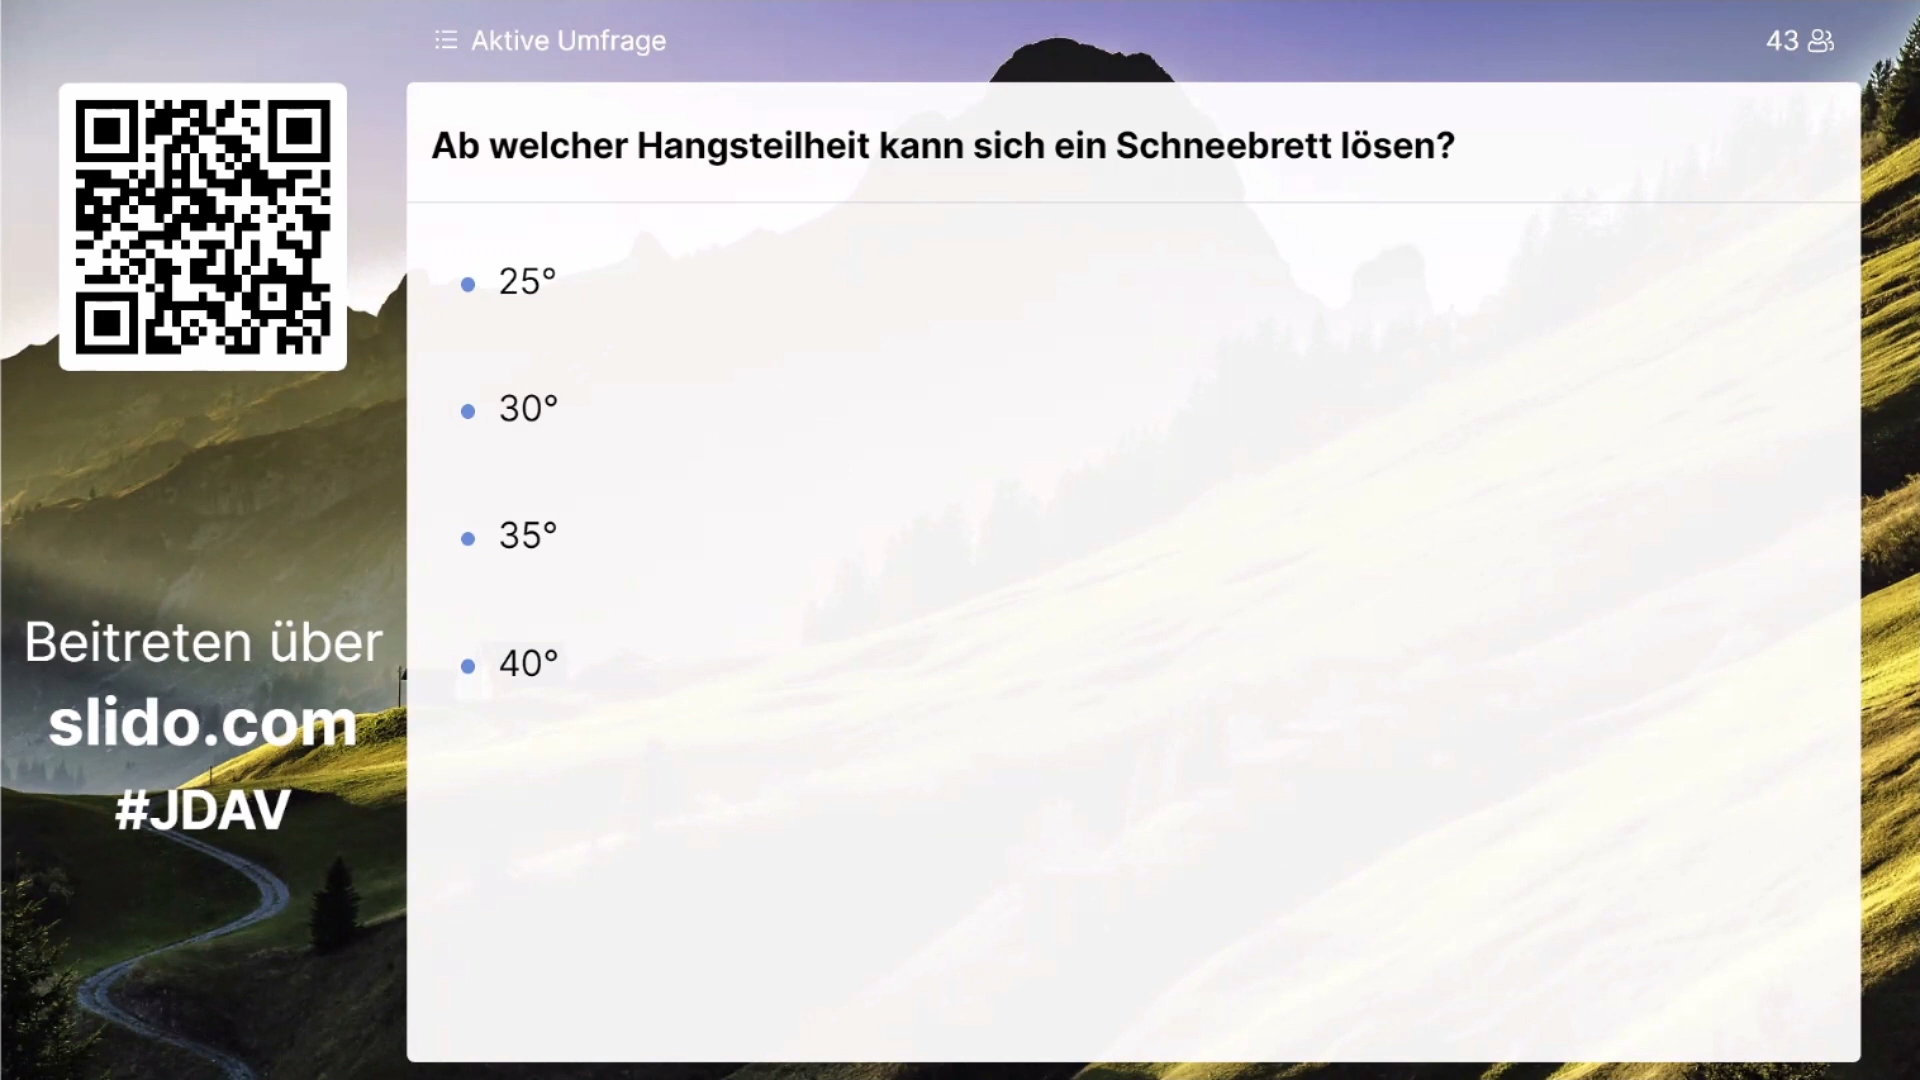 Aktive Umfrage
43
Ab welcher Hangsteilheit kann sich ein Schneebrett lösen?
25°
30°
35°
40°
Beitreten über
slido.com
#JDAV